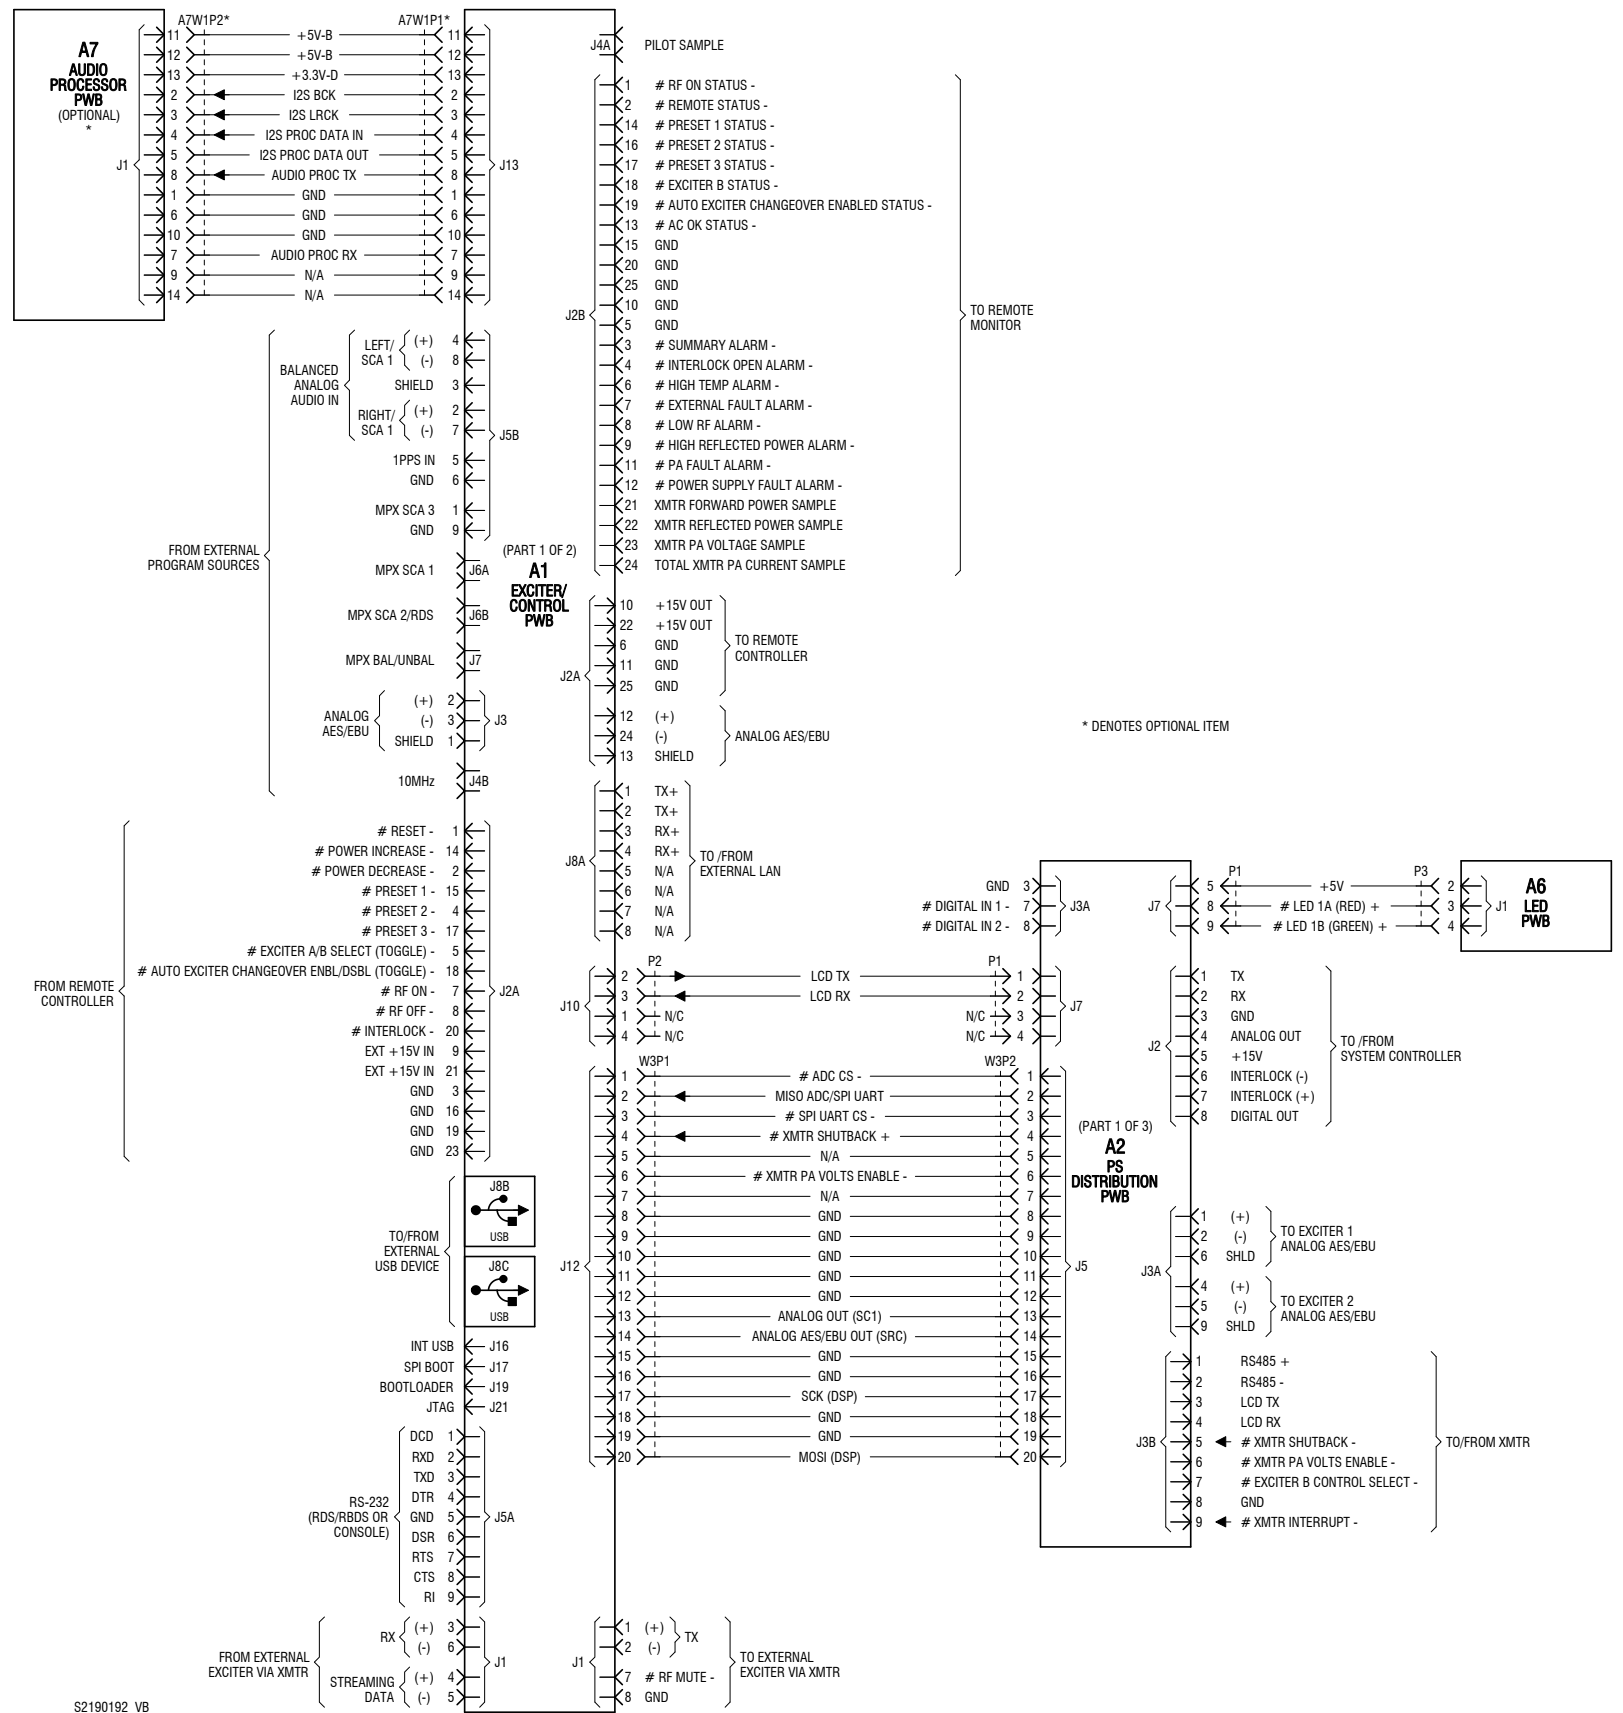 A7W1P2*
A7W1P1*
A7
AUDIO
PROCESSOR
PWB
(OPTIONAL)
*
J1
11 +5V-B 11
12 +5V-B 12
13 +3.3V-D 13
2 I2S BCK 2
3 I2S LRCK 3
4 I2S PROC DATA IN 4
5 I2S PROC DATA OUT 5
8 AUDIO PROC TX 8
1 GND 1
6 GND 6
10 GND 10
7 AUDIO PROC RX 7
9 N/A 9
14 N/A 14
J13
FROM EXTERNAL
PROGRAM SOURCES
BALANCED
ANALOG
AUDIO IN
LEFT/
SCA 1
(+) 4
(-) 8
SHIELD 3
RIGHT/
SCA 1
(+) 2
(-) 7
1PPS IN 5
GND 6
MPX SCA 3 1
GND 9
J5B
MPX SCA 1 J6A
MPX SCA 2/RDS J6B
MPX BAL/UNBAL J7
ANALOG
AES/EBU
(+) 2
(-) 3
SHIELD 1
J3
10MHz J4B
FROM REMOTE
CONTROLLER
# RESET - 1
# POWER INCREASE - 14
# POWER DECREASE - 2
# PRESET 1 - 15
# PRESET 2 - 4
# PRESET 3 - 17
# EXCITER A/B SELECT (TOGGLE) - 5
# AUTO EXCITER CHANGEOVER ENBL/DSBL (TOGGLE) - 18
# RF ON - 7
# RF OFF - 8
# INTERLOCK - 20
EXT +15V IN 9
EXT +15V IN 21
GND 3
GND 16
GND 19
GND 23
J2A
TO/FROM
EXTERNAL
USB DEVICE
J8B
USB
J8C
USB
INT USB J16
SPI BOOT J17
BOOTLOADER J19
JTAG J21
RS-232
(RDS/RBDS OR
CONSOLE)
DCD 1
RXD 2
TXD 3
DTR 4
GND 5
DSR 6
RTS 7
CTS 8
RI 9
J5A
FROM EXTERNAL
EXCITER VIA XMTR
RX
(+) 3
(-) 6
STREAMING
DATA
(+) 4
(-) 5
J1
(PART 1 OF 2)
A1
EXCITER/
CONTROL
PWB
J4A PILOT SAMPLE
J2B
1 # RF ON STATUS -
2 # REMOTE STATUS -
14 # PRESET 1 STATUS -
16 # PRESET 2 STATUS -
17 # PRESET 3 STATUS -
18 # EXCITER B STATUS -
19 # AUTO EXCITER CHANGEOVER ENABLED STATUS -
13 # AC OK STATUS -
15 GND
20 GND
25 GND
10 GND
5 GND
3 # SUMMARY ALARM -
4 # INTERLOCK OPEN ALARM -
6 # HIGH TEMP ALARM -
7 # EXTERNAL FAULT ALARM -
8 # LOW RF ALARM -
9 # HIGH REFLECTED POWER ALARM -
11 # PA FAULT ALARM -
12 # POWER SUPPLY FAULT ALARM -
21 XMTR FORWARD POWER SAMPLE
22 XMTR REFLECTED POWER SAMPLE
23 XMTR PA VOLTAGE SAMPLE
24 TOTAL XMTR PA CURRENT SAMPLE
TO REMOTE
MONITOR
J2A
10 +15V OUT
22 +15V OUT
6 GND
11 GND
25 GND
TO REMOTE
CONTROLLER
12 (+)
24 (-)
13 SHIELD
ANALOG AES/EBU
* DENOTES OPTIONAL ITEM
J8A
1 TX+
2 TX+
3 RX+
4 RX+
5 N/A
6 N/A
7 N/A
8 N/A
TO /FROM
EXTERNAL LAN
J10
P2
P1
2 LCD TX 1
3 LCD RX 2
1 N/C N/C 3
4 N/C N/C 4
J7
W3P1
W3P2
J12
1 # ADC CS - 1
2 MISO ADC/SPI UART 2
3 # SPI UART CS - 3
4 # XMTR SHUTBACK + 4
5 N/A 5
6 # XMTR PA VOLTS ENABLE - 6
7 N/A 7
8 GND 8
9 GND 9
10 GND 10
11 GND 11
12 GND 12
13 ANALOG OUT (SC1) 13
14 ANALOG AES/EBU OUT (SRC) 14
15 GND 15
16 GND 16
17 SCK (DSP) 17
18 GND 18
19 GND 19
20 MOSI (DSP) 20
J5
J1
1 (+)
2 (-)
TX
7 # RF MUTE -
8 GND
TO EXTERNAL
EXCITER VIA XMTR
GND 3
# DIGITAL IN 1 - 7
# DIGITAL IN 2 - 8
J3A
(PART 1 OF 3)
A2
PS
DISTRIBUTION
PWB
J7
P1
P3
5 +5V 2
8 # LED 1A (RED) + 3
9 # LED 1B (GREEN) + 4
J1
A6
LED
PWB
J2
1 TX
2 RX
3 GND
4 ANALOG OUT
5 +15V
6 INTERLOCK (-)
7 INTERLOCK (+)
8 DIGITAL OUT
TO /FROM
SYSTEM CONTROLLER
J3A
1 (+)
2 (-)
6 SHLD
TO EXCITER 1
ANALOG AES/EBU
4 (+)
5 (-)
9 SHLD
TO EXCITER 2
ANALOG AES/EBU
J3B
1 RS485 +
2 RS485 -
3 LCD TX
4 LCD RX
5 # XMTR SHUTBACK -
6 # XMTR PA VOLTS ENABLE -
7 # EXCITER B CONTROL SELECT -
8 GND
9 # XMTR INTERRUPT -
TO/FROM XMTR
S2190192 VB